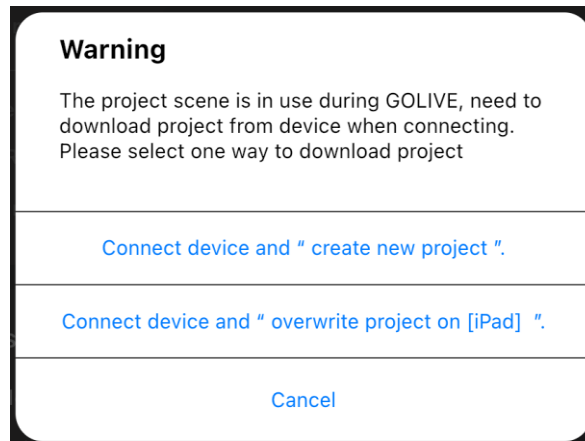 Warning
The project scene is in use during GOLIVE, need to
download project from device when connecting.
Please select one way to download project
Connect device and “ create new project ”.
Connect device and “ overwrite project on [iPad]  ”.
Cancel